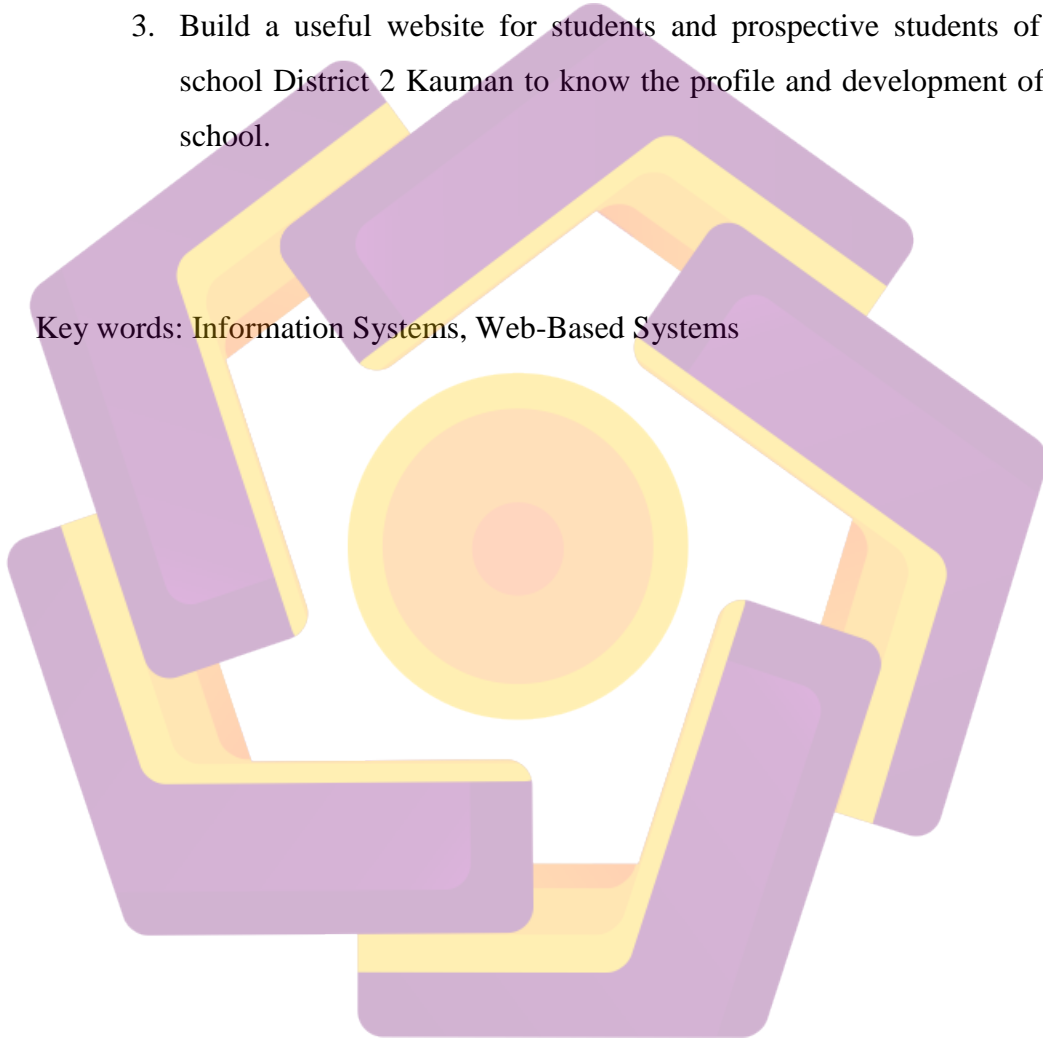 3. Build a useful website for students and prospective students of
school District 2 Kauman to know the profile and development of
school.
Key words: Information Systems, Web-Based Systems